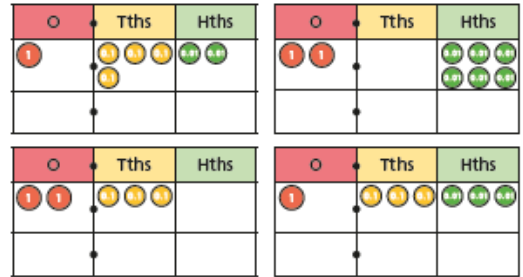 O Tths Hths
1 0.1 0.1 0.1 0.01 0.01
0.1
O Tths Hths
1 1 0.01 0.01 0.01
0.01 0.01 0.01
O Tths Hths
1 1 0.1 0.1 0.1
O Tths Hths
1 0.1 0.1 0.1 0.01 0.01 0.01